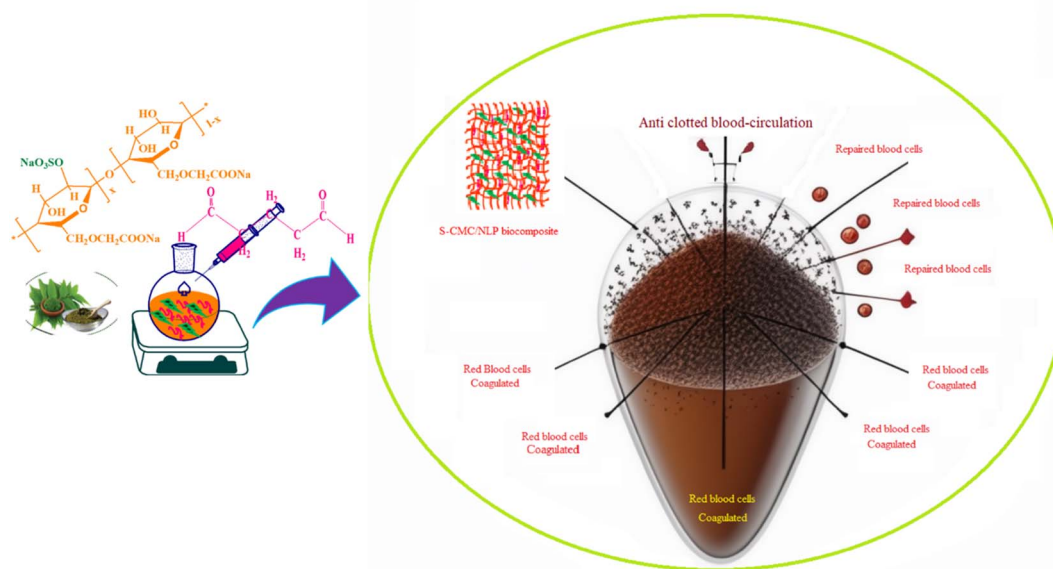 HO
1-x
H
O
H
OH
H
NaO₃SO
O
x
CH₂OCH₂COONa
H
O
H
OH
H
CH₂OCH₂COONa
O
H
H₂
H₂
C
O
H
C
H₂
S-CMC/NLP biocomposite
Anti clotted blood-circulation
Repaired blood cells
Repaired blood cells
Repaired blood cells
Red Blood cells
Coagulated
Red blood cells
Coagulated
Red blood cells
Coagulated
Red blood cells
Coagulated
Red blood cells
Coagulated